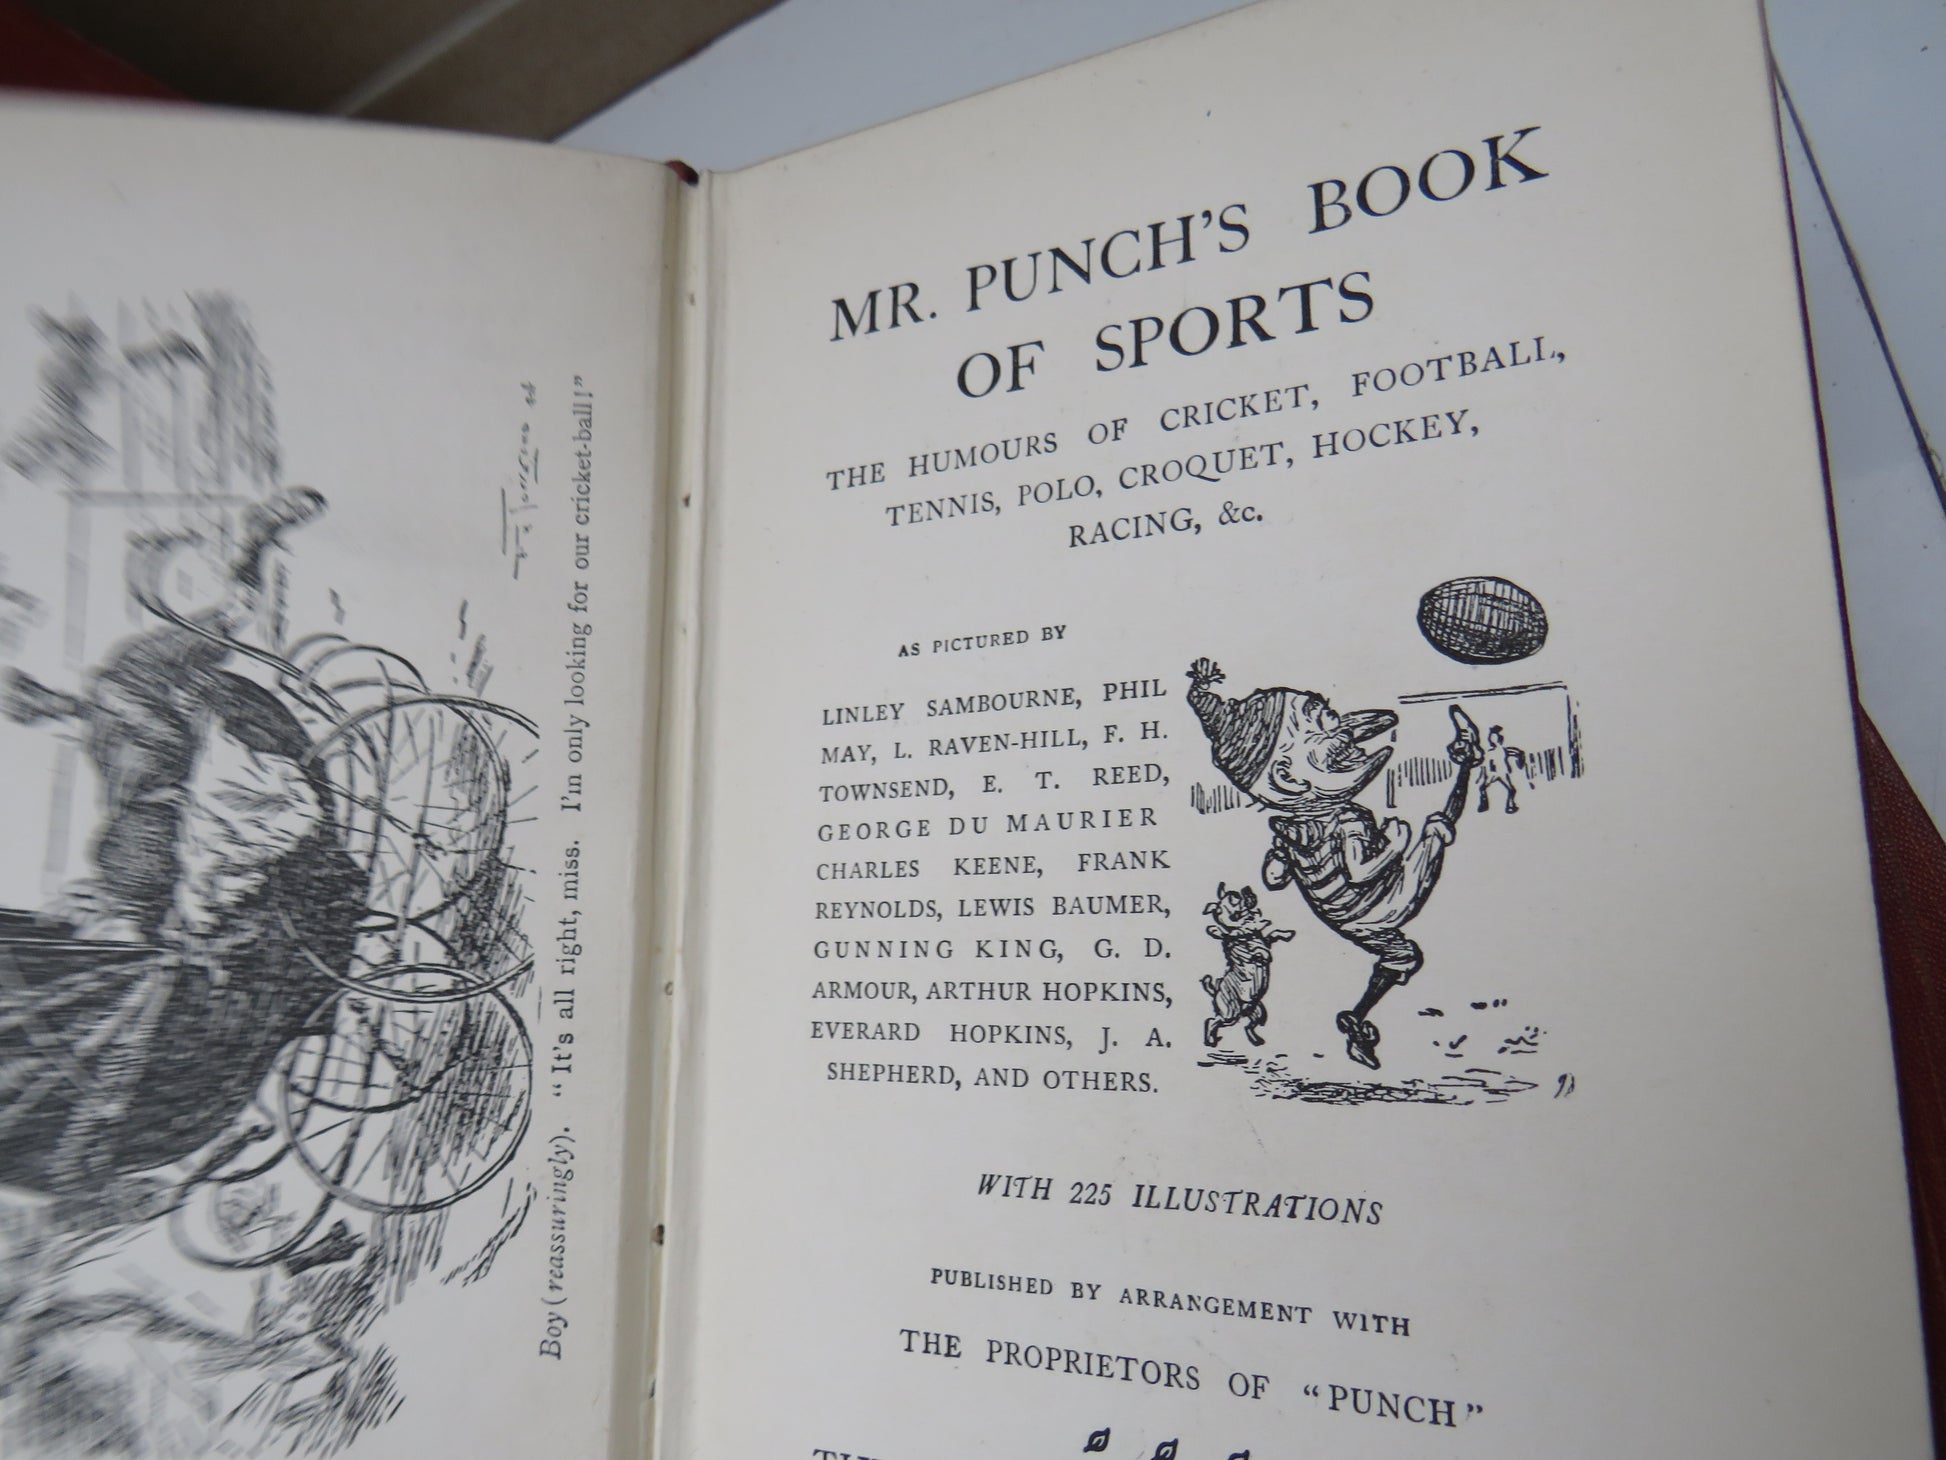 Boy (reassuringly). "It's all right, miss. I'm only looking for our cricket-ball!"
MR. PUNCH'S BOOK
OF SPORTS
THE HUMOURS OF CRICKET, FOOTBALL,
TENNIS, POLO, CROQUET, HOCKEY,
RACING, &c.
AS PICTURED BY
LINLEY SAMBOURNE, PHIL
MAY, L. RAVEN-HILL, F. H.
TOWNSEND, E. T. REED,
GEORGE DU MAURIER
CHARLES KEENE, FRANK
REYNOLDS, LEWIS BAUMER,
GUNNING KING, G. D.
ARMOUR, ARTHUR HOPKINS,
EVERARD HOPKINS, J. A.
SHEPHERD, AND OTHERS.
WITH 225 ILLUSTRATIONS
PUBLISHED BY ARRANGEMENT WITH
THE PROPRIETORS OF "PUNCH"